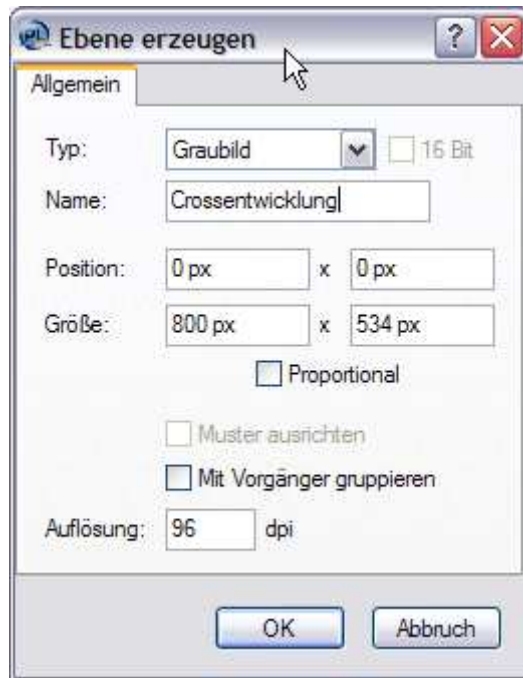 Ebene erzeugen
Allgemein
Typ: Graubild 16 Bit
Name: Crossentwicklung
Position: 0 px x 0 px
Größe: 800 px x 534 px
Proportional
Muster ausrichten
Mit Vorgänger gruppieren
Auflösung: 96 dpi
OK Abbruch